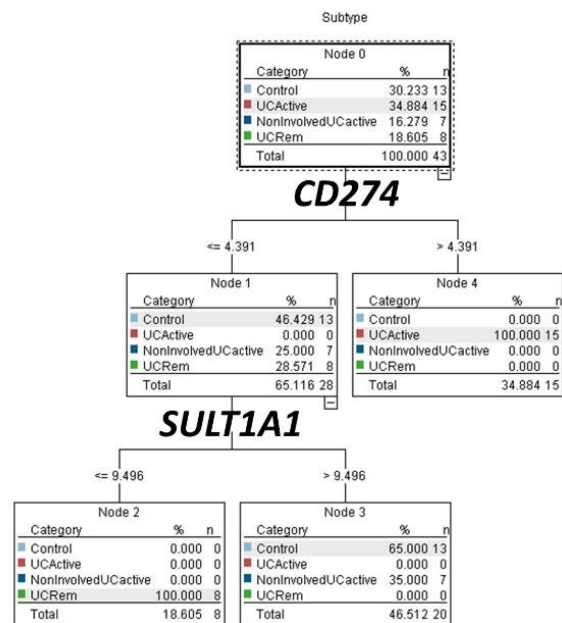 Subtype
Node 0
Category % n
Control 30.233 13
UCActive 34.884 15
NonInvolvedUCactive 16.279 7
UCRem 18.605 8
Total 100.000 43
CD274
<= 4.391 > 4.391
Node 1
Category % n
Control 46.429 13
UCActive 0.000 0
NonInvolvedUCactive 25.000 7
UCRem 28.571 8
Total 65.116 28
Node 4
Category % n
Control 0.000 0
UCActive 100.000 15
NonInvolvedUCactive 0.000 0
UCRem 0.000 0
Total 34.884 15
SULT1A1
<= 9.496 > 9.496
Node 2
Category % n
Control 0.000 0
UCActive 0.000 0
NonInvolvedUCactive 0.000 0
UCRem 100.000 8
Total 18.605 8
Node 3
Category % n
Control 65.000 13
UCActive 0.000 0
NonInvolvedUCactive 35.000 7
UCRem 0.000 0
Total 46.512 20